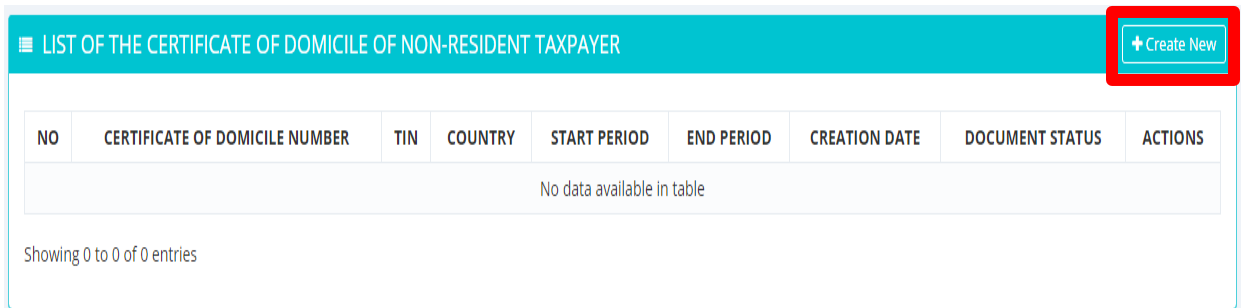 LIST OF THE CERTIFICATE OF DOMICILE OF NON-RESIDENT TAXPAYER
+ Create New
NO CERTIFICATE OF DOMICILE NUMBER TIN COUNTRY START PERIOD END PERIOD CREATION DATE DOCUMENT STATUS ACTIONS
No data available in table
Showing 0 to 0 of 0 entries